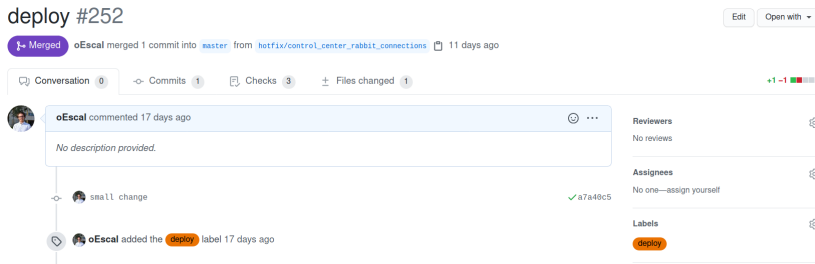 deploy #252
Edit
Open with
Merged
oEscal merged 1 commit into master from hotfix/control_center_rabbit_connections 11 days ago
Conversation 0
Commits 1
Checks 3
Files changed 1
+1 −1
oEscal commented 17 days ago
No description provided.
small change
a7a40c5
oEscal added the deploy label 17 days ago
Reviewers
No reviews
Assignees
No one—assign yourself
Labels
deploy